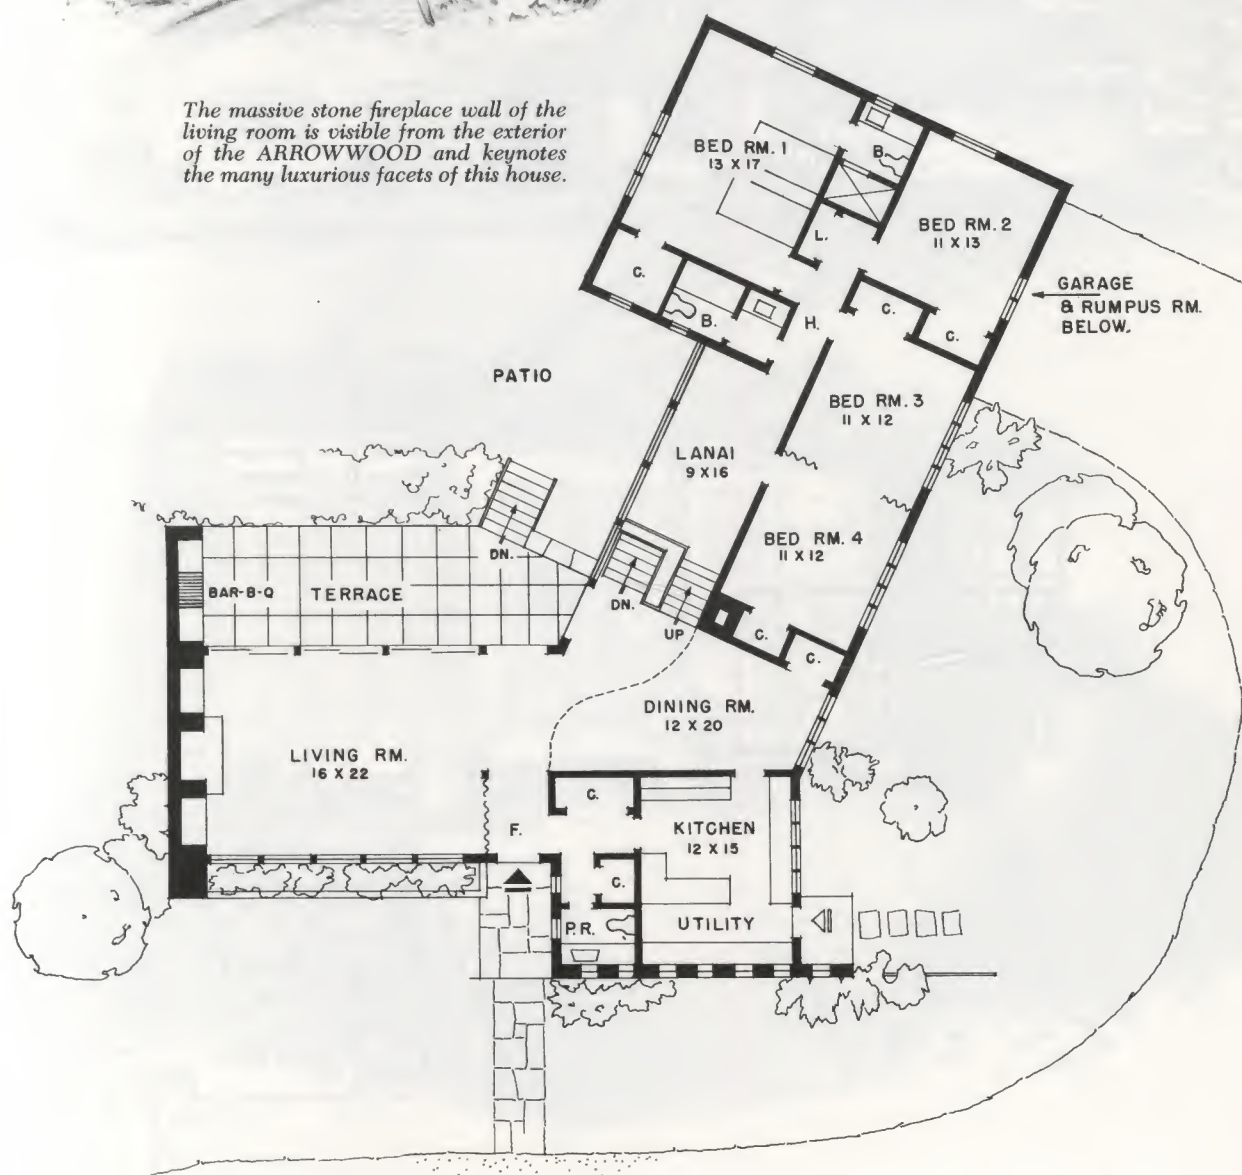 The massive stone fireplace wall of the
living room is visible from the exterior
of the ARROWWOOD and keynotes
the many luxurious facets of this house.
BED RM. 1
13 X 17
B.
BED RM. 2
11 X 13
L.
C.
B.
H.
C.
C.
GARAGE
& RUMPUS RM.
BELOW.
PATIO
BED RM. 3
11 X 12
LANAI
9 X 16
BED RM. 4
11 X 12
DN.
BAR-B-Q
TERRACE
DN.
UP
C.
C.
DINING RM.
12 X 20
LIVING RM.
16 X 22
C.
F.
KITCHEN
12 X 15
C.
P.R.
UTILITY